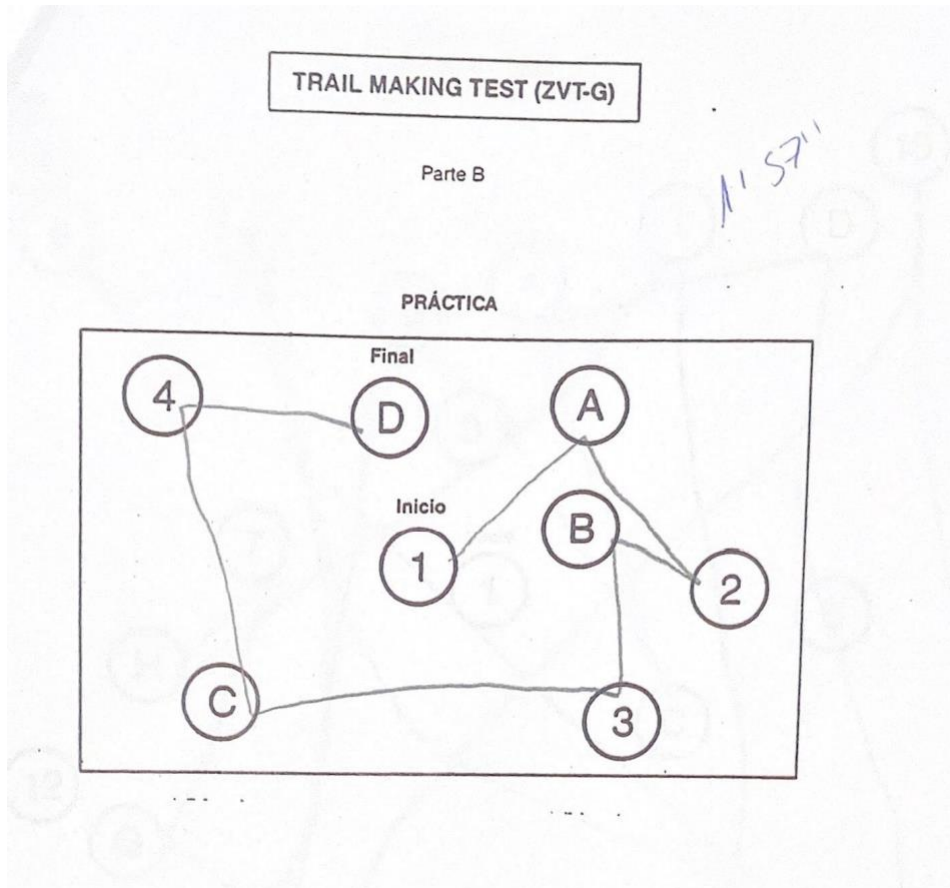 TRAIL MAKING TEST (ZVT-G)
Parte B
1' 57''
PRÁCTICA
Final
4
D
A
Inicio
B
1
2
C
3